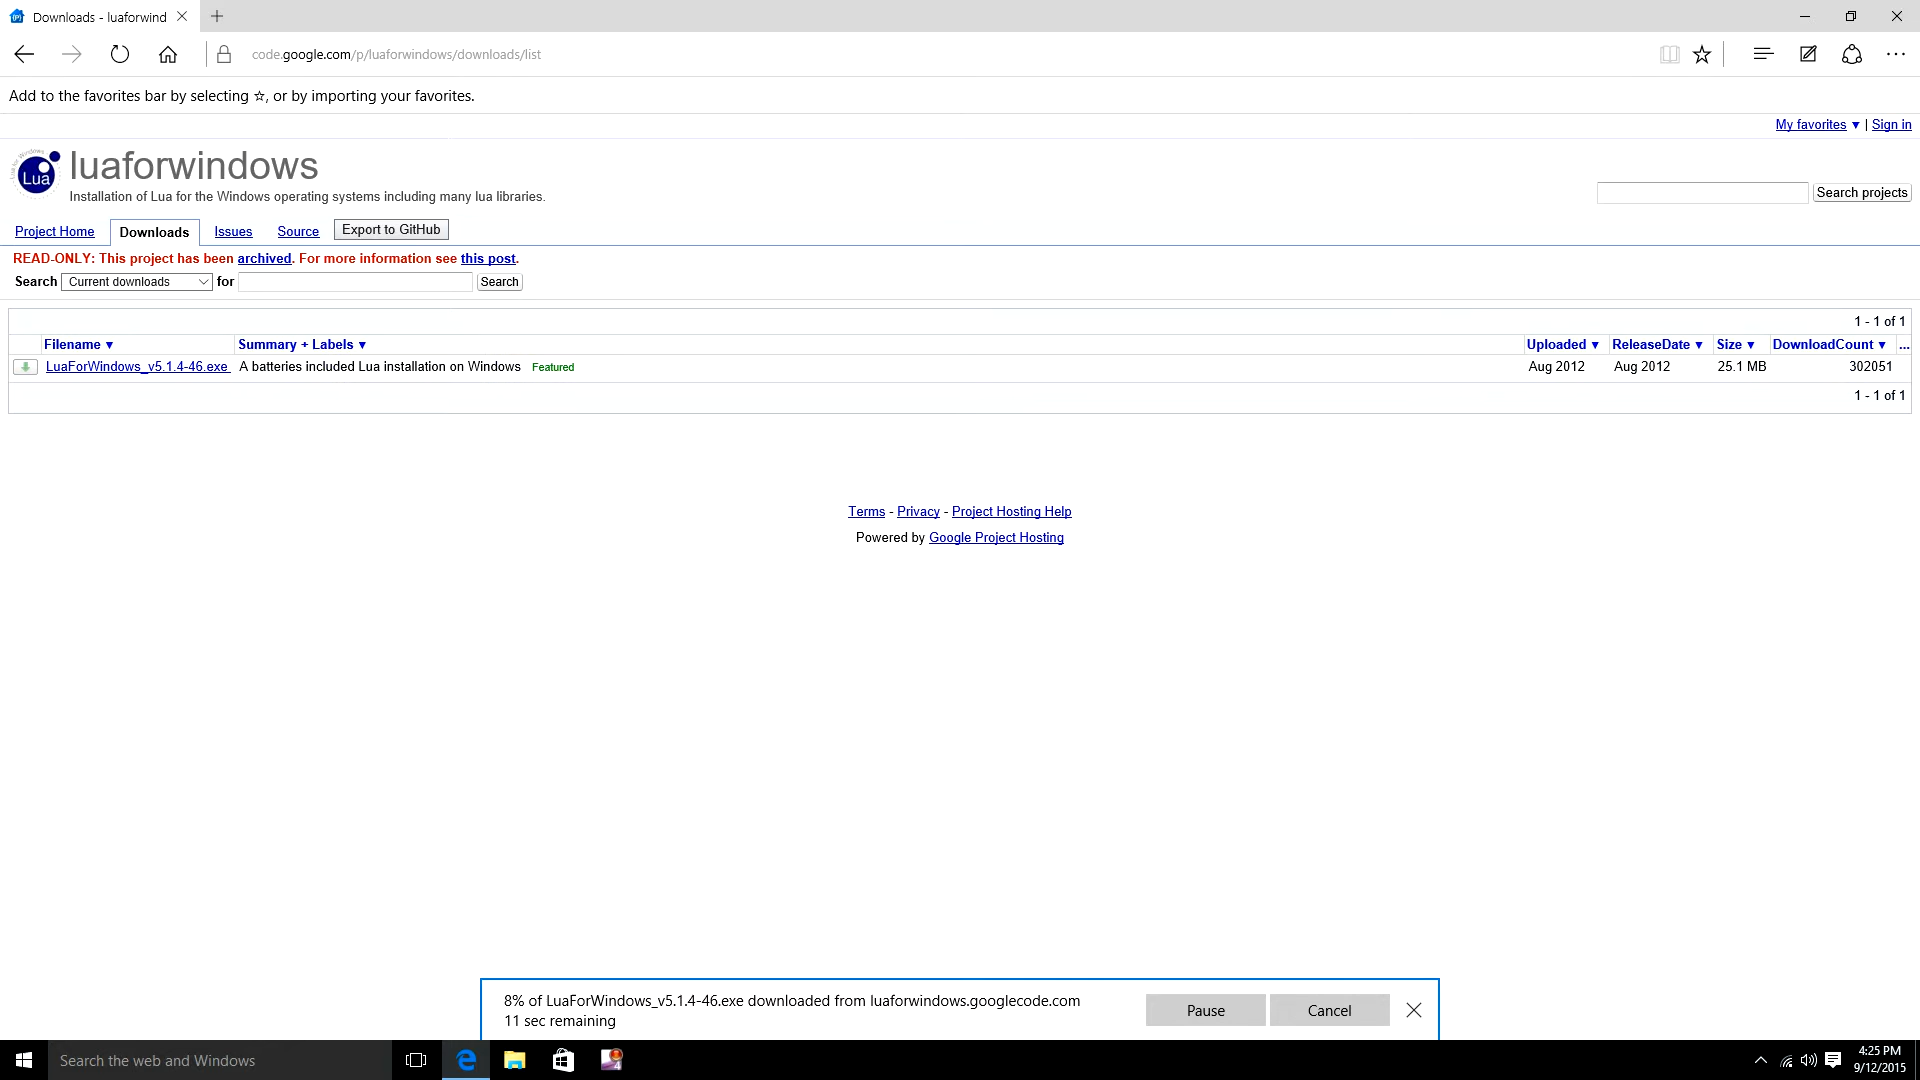 Downloads - luaforwind
code.google.com/p/luaforwindows/downloads/list
Add to the favorites bar by selecting ☆, or by importing your favorites.
My favorites ▼ | Sign in
Lua
luaforwindows
Installation of Lua for the Windows operating systems including many lua libraries.
Search projects
Project Home Downloads Issues Source Export to GitHub
READ-ONLY: This project has been archived. For more information see this post.
Search Current downloads for Search
1 - 1 of 1
Filename ▼ Summary + Labels ▼ Uploaded ▼ ReleaseDate ▼ Size ▼ DownloadCount ▼ ...
LuaForWindows_v5.1.4-46.exe A batteries included Lua installation on Windows Featured Aug 2012 Aug 2012 25.1 MB 302051
1 - 1 of 1
Terms - Privacy - Project Hosting Help
Powered by Google Project Hosting
8% of LuaForWindows_v5.1.4-46.exe downloaded from luaforwindows.googlecode.com
11 sec remaining
Pause Cancel
Search the web and Windows
4:25 PM
9/12/2015